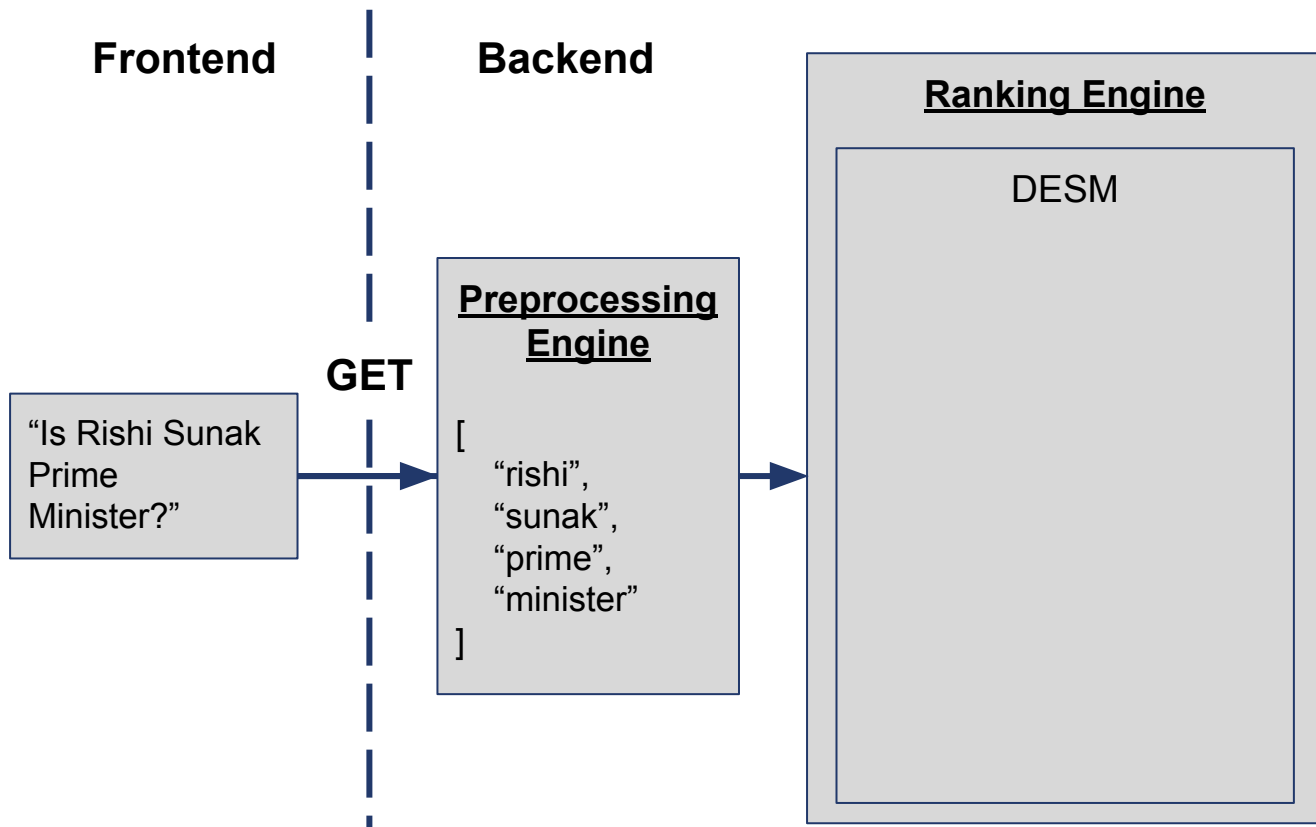 Frontend
Backend
Ranking Engine
DESM
Preprocessing
Engine
GET
“Is Rishi Sunak
Prime
Minister?”
[
“rishi”,
“sunak”,
“prime”,
“minister”
]